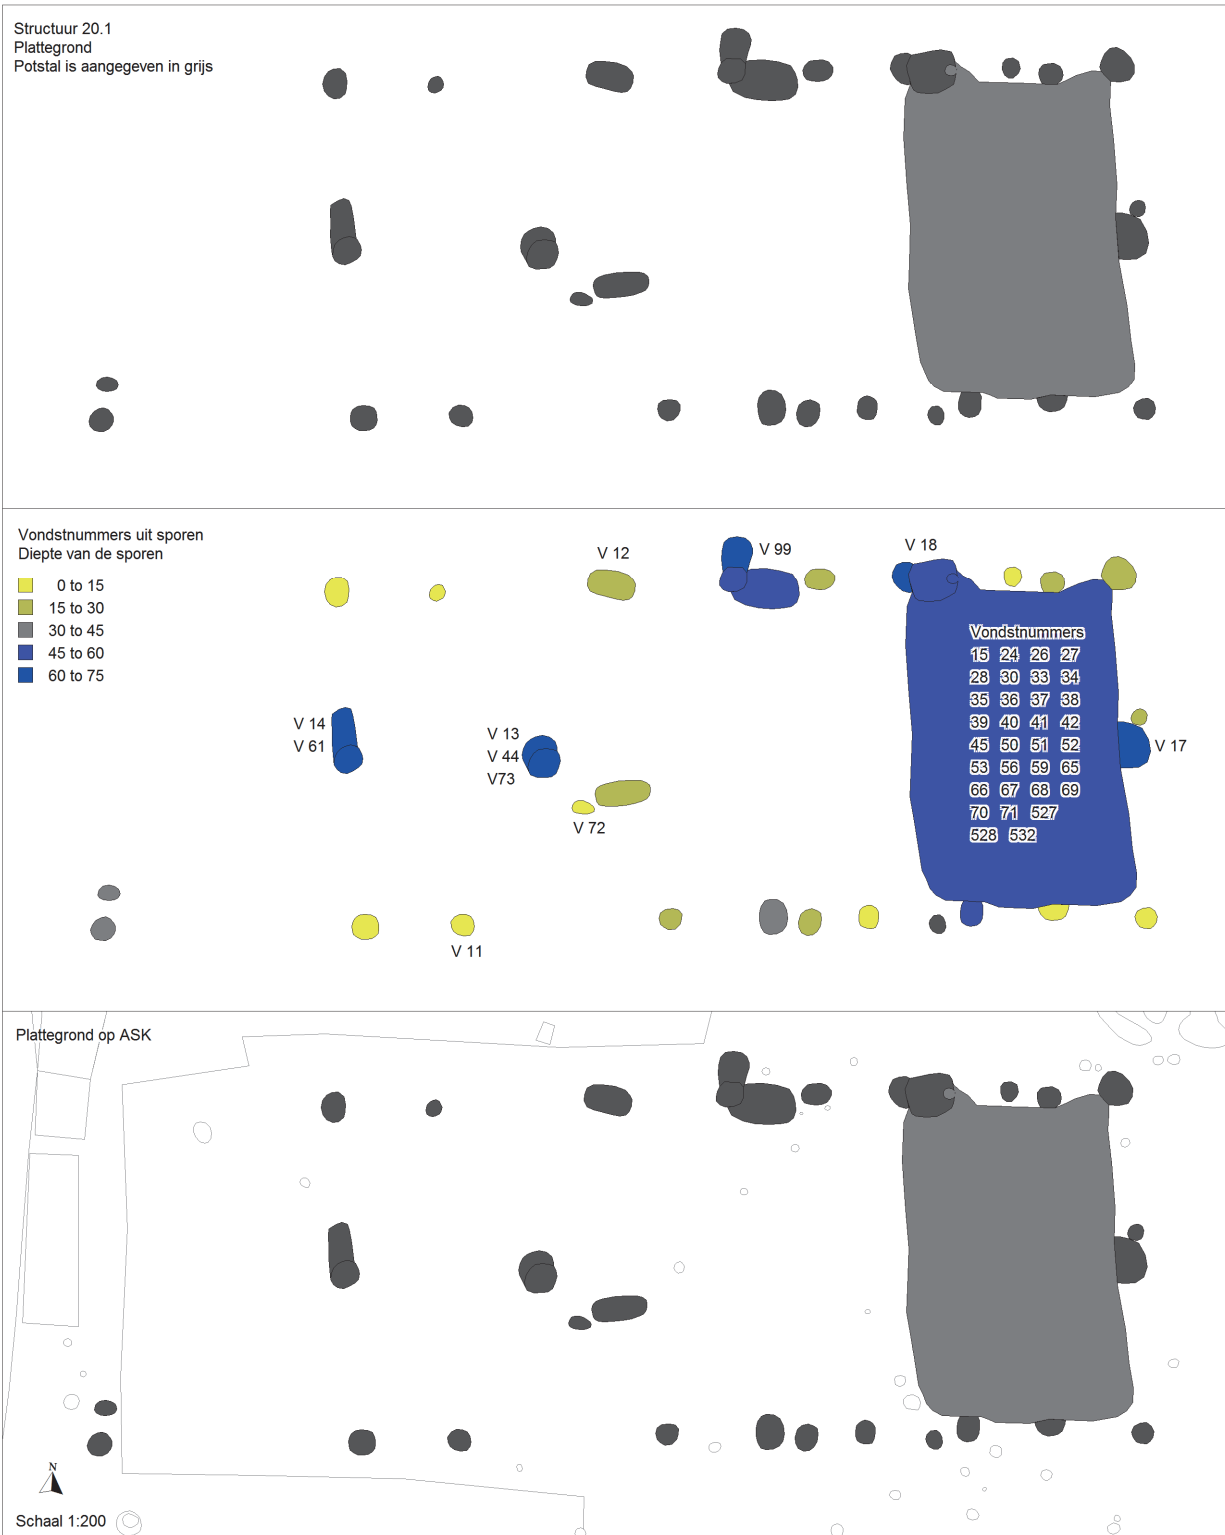 Structuur 20.1
Plattegrond
Potstal is aangegeven in grijs
Vondstnummers uit sporen
Diepte van de sporen
0 to 15
15 to 30
30 to 45
45 to 60
60 to 75
V 12
V 99
V 18
V 14
V 61
V 13
V 44
V73
V 72
V 11
V 17
Vondstnummers
15 24 26 27
28 30 33 34
35 36 37 38
39 40 41 42
45 50 51 52
53 56 59 65
66 67 68 69
70 71 527
528 532
Plattegrond op ASK
N
Schaal 1:200